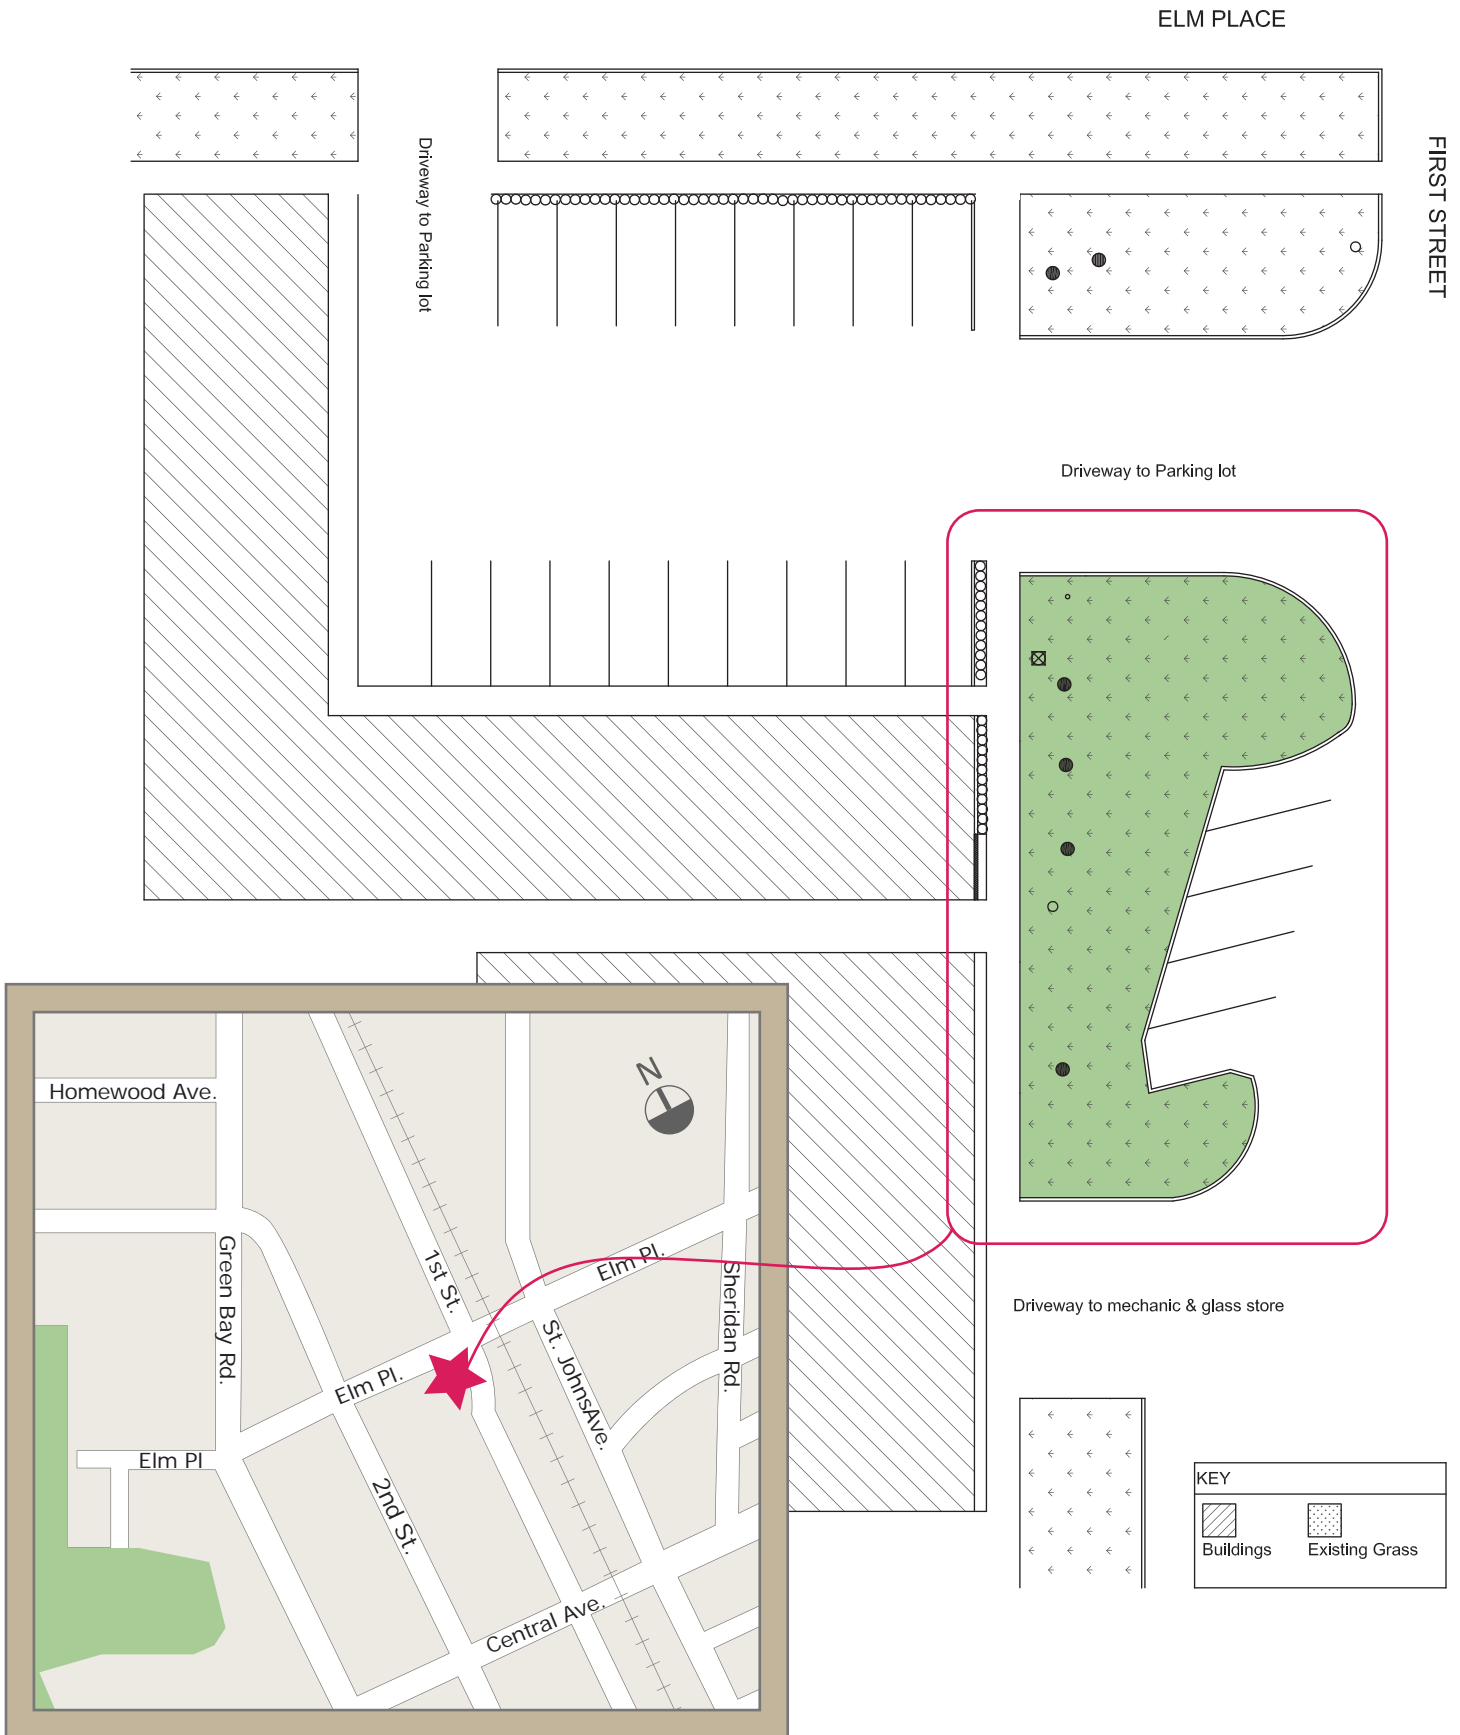 ELM PLACE
FIRST STREET
Driveway to Parking lot
Driveway to Parking lot
N
Homewood Ave.
Green Bay Rd.
1st St.
Elm Pl.
Sheridan Rd.
St. JohnsAve.
Elm Pl.
Elm Pl
2nd St.
Central Ave.
Driveway to mechanic & glass store
KEY
Buildings
Existing Grass